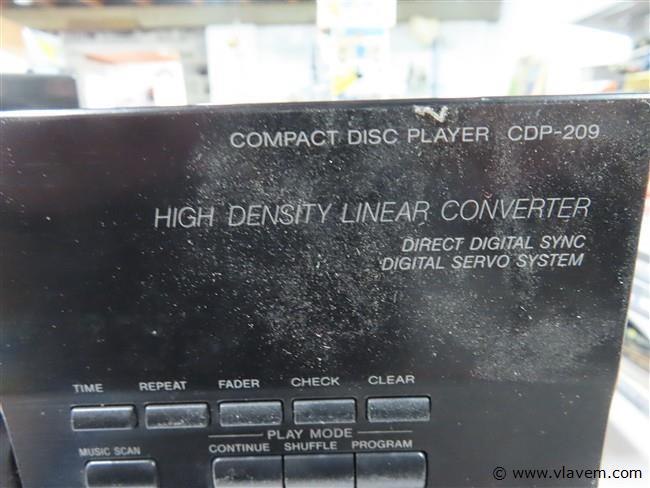 COMPACT DISC PLAYER CDP-209
HIGH DENSITY LINEAR CONVERTER
DIRECT DIGITAL SYNC
DIGITAL SERVO SYSTEM
TIME REPEAT FADER CHECK CLEAR
PLAY MODE
MUSIC SCAN CONTINUE SHUFFLE PROGRAM
© www.vlavem.com